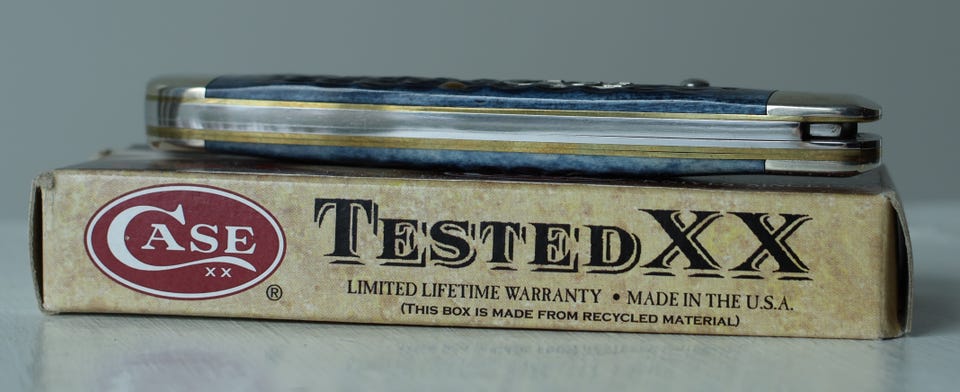 CASE
XX
®
TESTED XX
LIMITED LIFETIME WARRANTY • MADE IN THE U.S.A.
(THIS BOX IS MADE FROM RECYCLED MATERIAL)